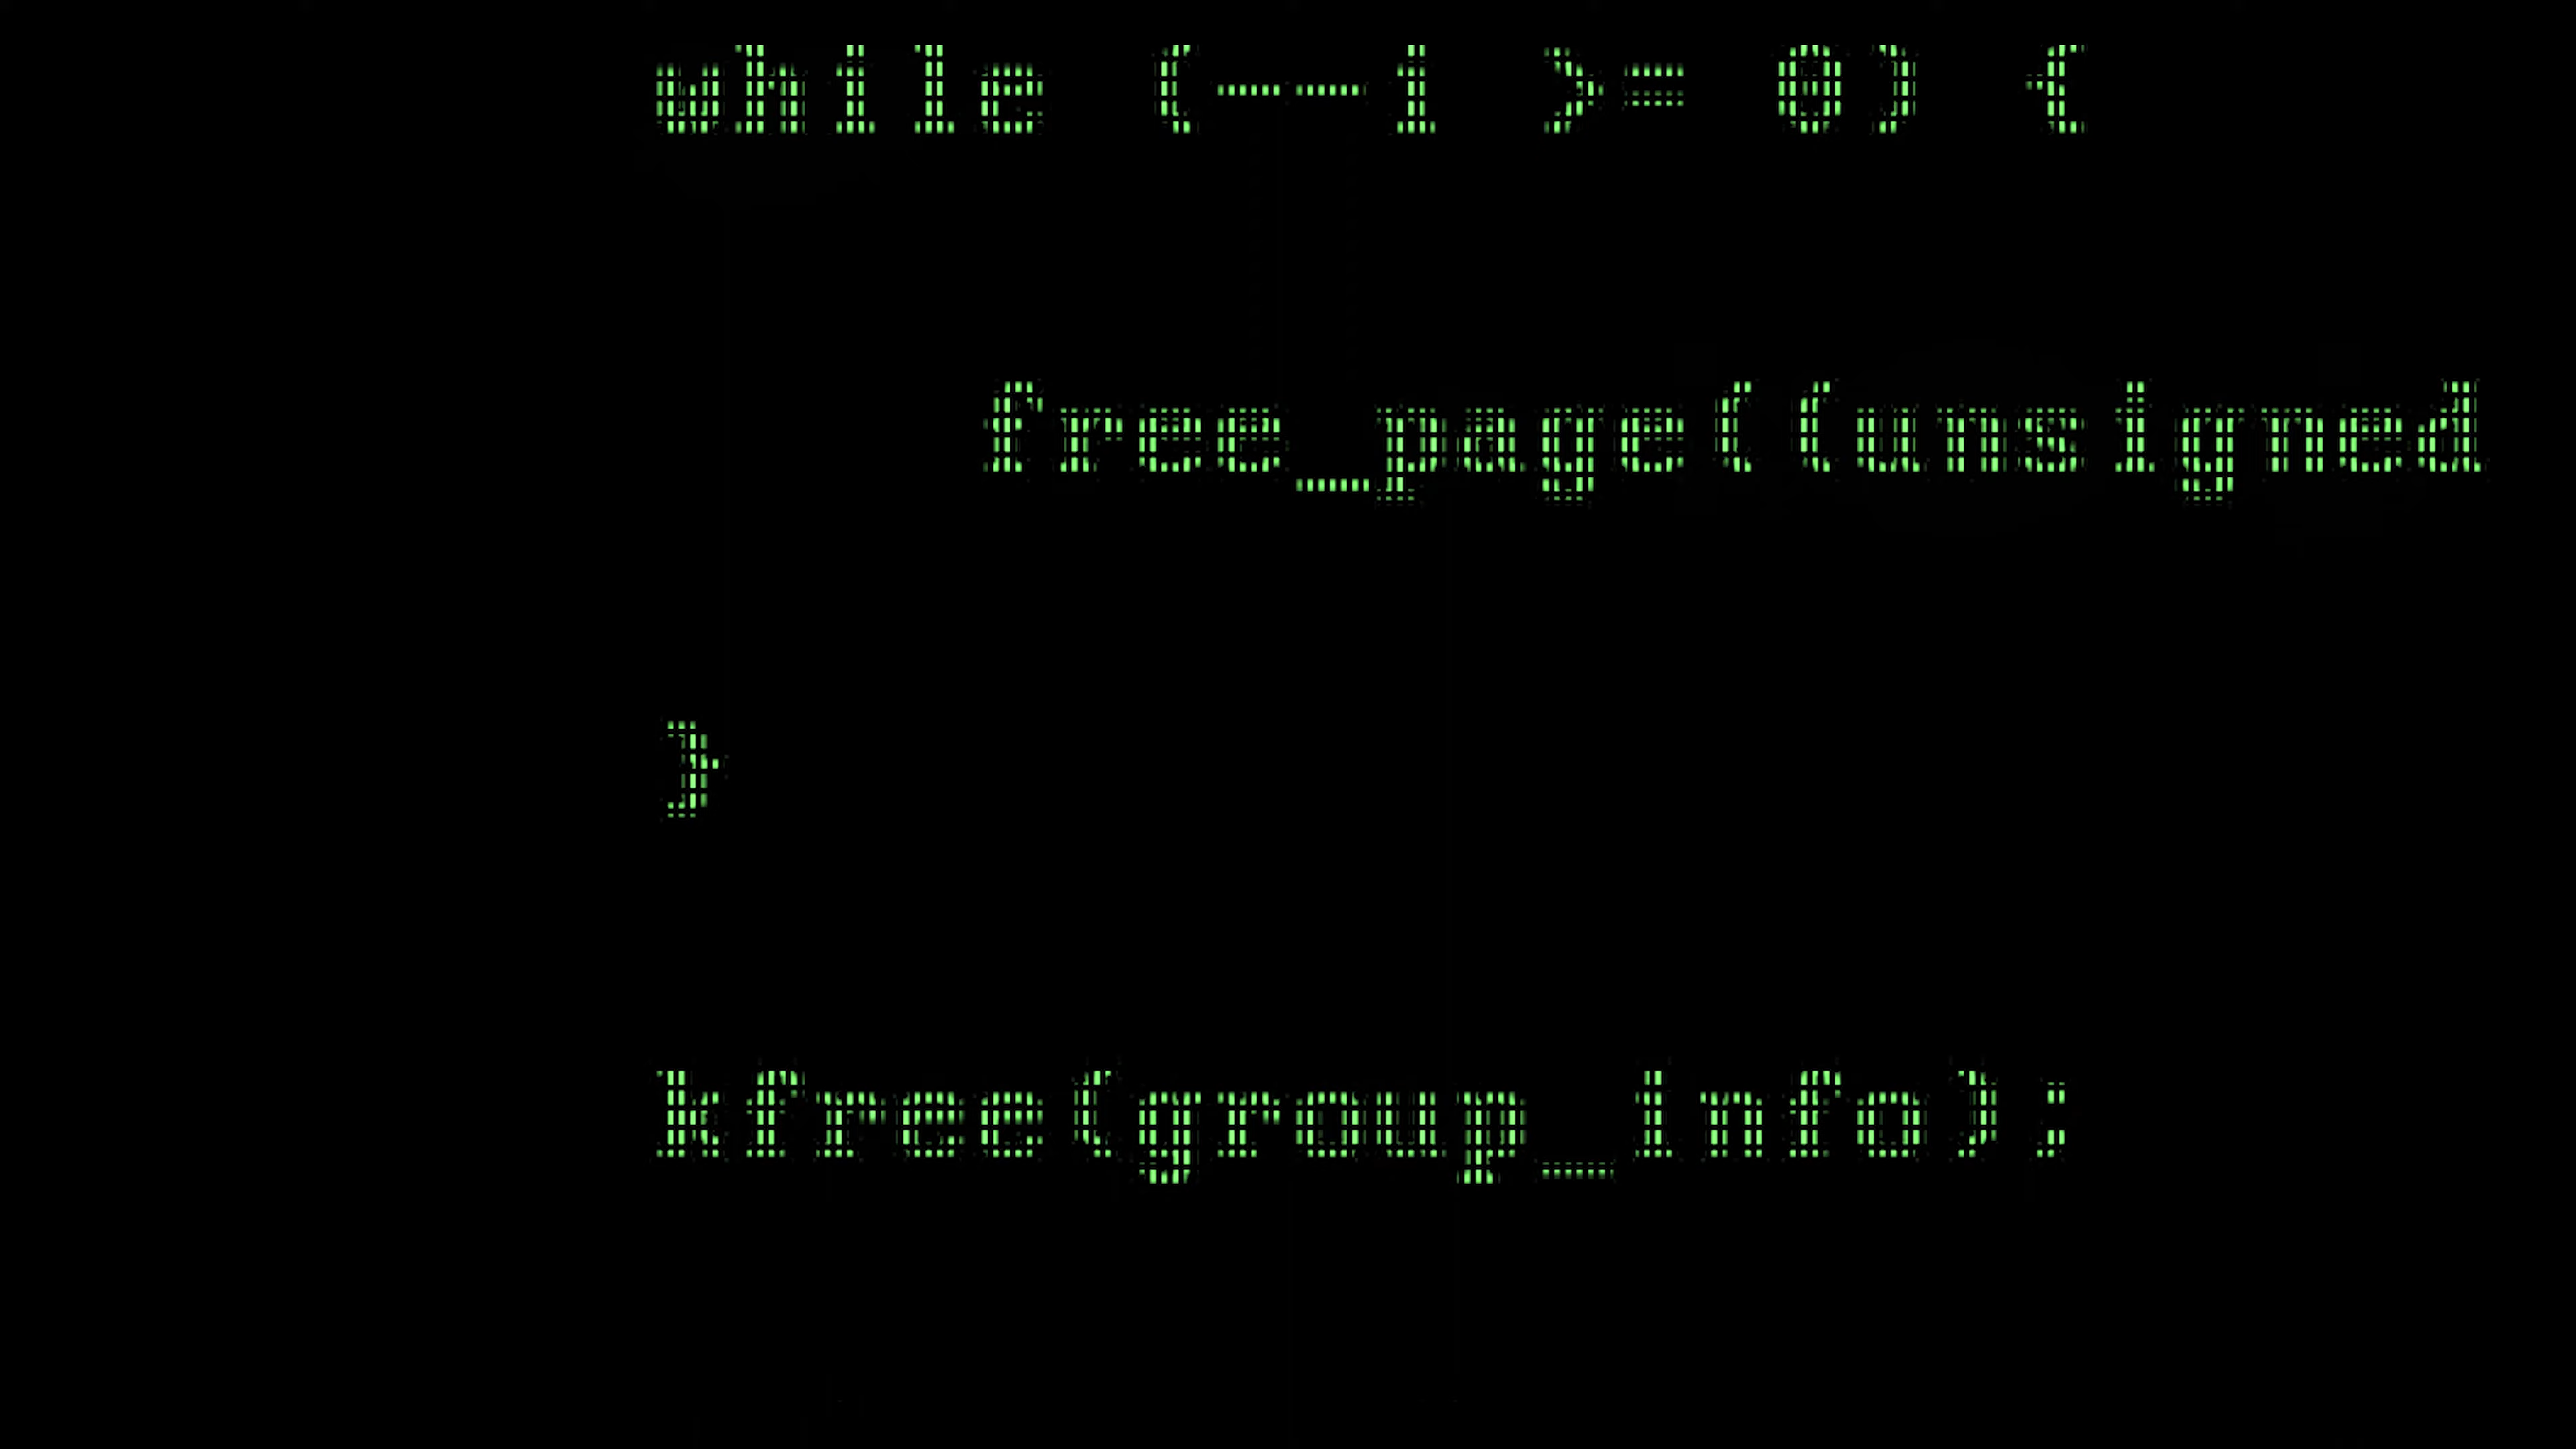 while (--i >= 0) {
free_page((unsigned
}
kfree(group_info);